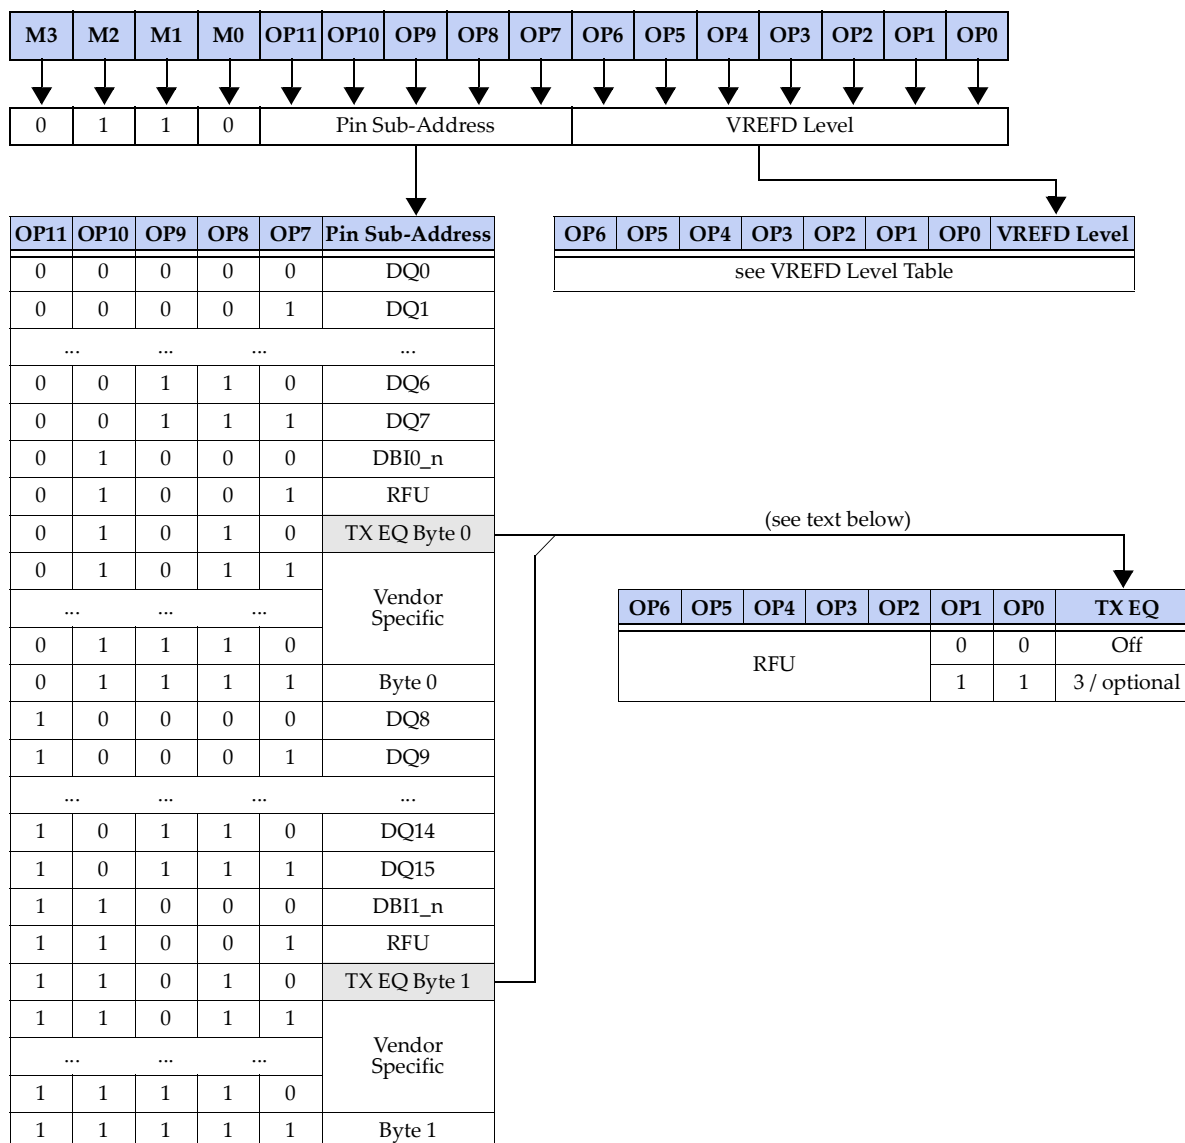 M3 M2 M1 M0 OP11 OP10 OP9 OP8 OP7 OP6 OP5 OP4 OP3 OP2 OP1 OP0
0 1 1 0 Pin Sub-Address VREFD Level
OP11 OP10 OP9 OP8 OP7 Pin Sub-Address
0 0 0 0 0 DQ0
0 0 0 0 1 DQ1
... ... ... ...
0 0 1 1 0 DQ6
0 0 1 1 1 DQ7
0 1 0 0 0 DBI0_n
0 1 0 0 1 RFU
0 1 0 1 0 TX EQ Byte 0
0 1 0 1 1
Vendor
Specific
... ... ...
0 1 1 1 0
0 1 1 1 1 Byte 0
1 0 0 0 0 DQ8
1 0 0 0 1 DQ9
... ... ... ...
1 0 1 1 0 DQ14
1 0 1 1 1 DQ15
1 1 0 0 0 DBI1_n
1 1 0 0 1 RFU
1 1 0 1 0 TX EQ Byte 1
1 1 0 1 1
Vendor
Specific
... ... ...
1 1 1 1 0
1 1 1 1 1 Byte 1
OP6 OP5 OP4 OP3 OP2 OP1 OP0 VREFD Level
see VREFD Level Table
(see text below)
OP6 OP5 OP4 OP3 OP2 OP1 OP0 TX EQ
RFU
0 0 Off
1 1 3 / optional